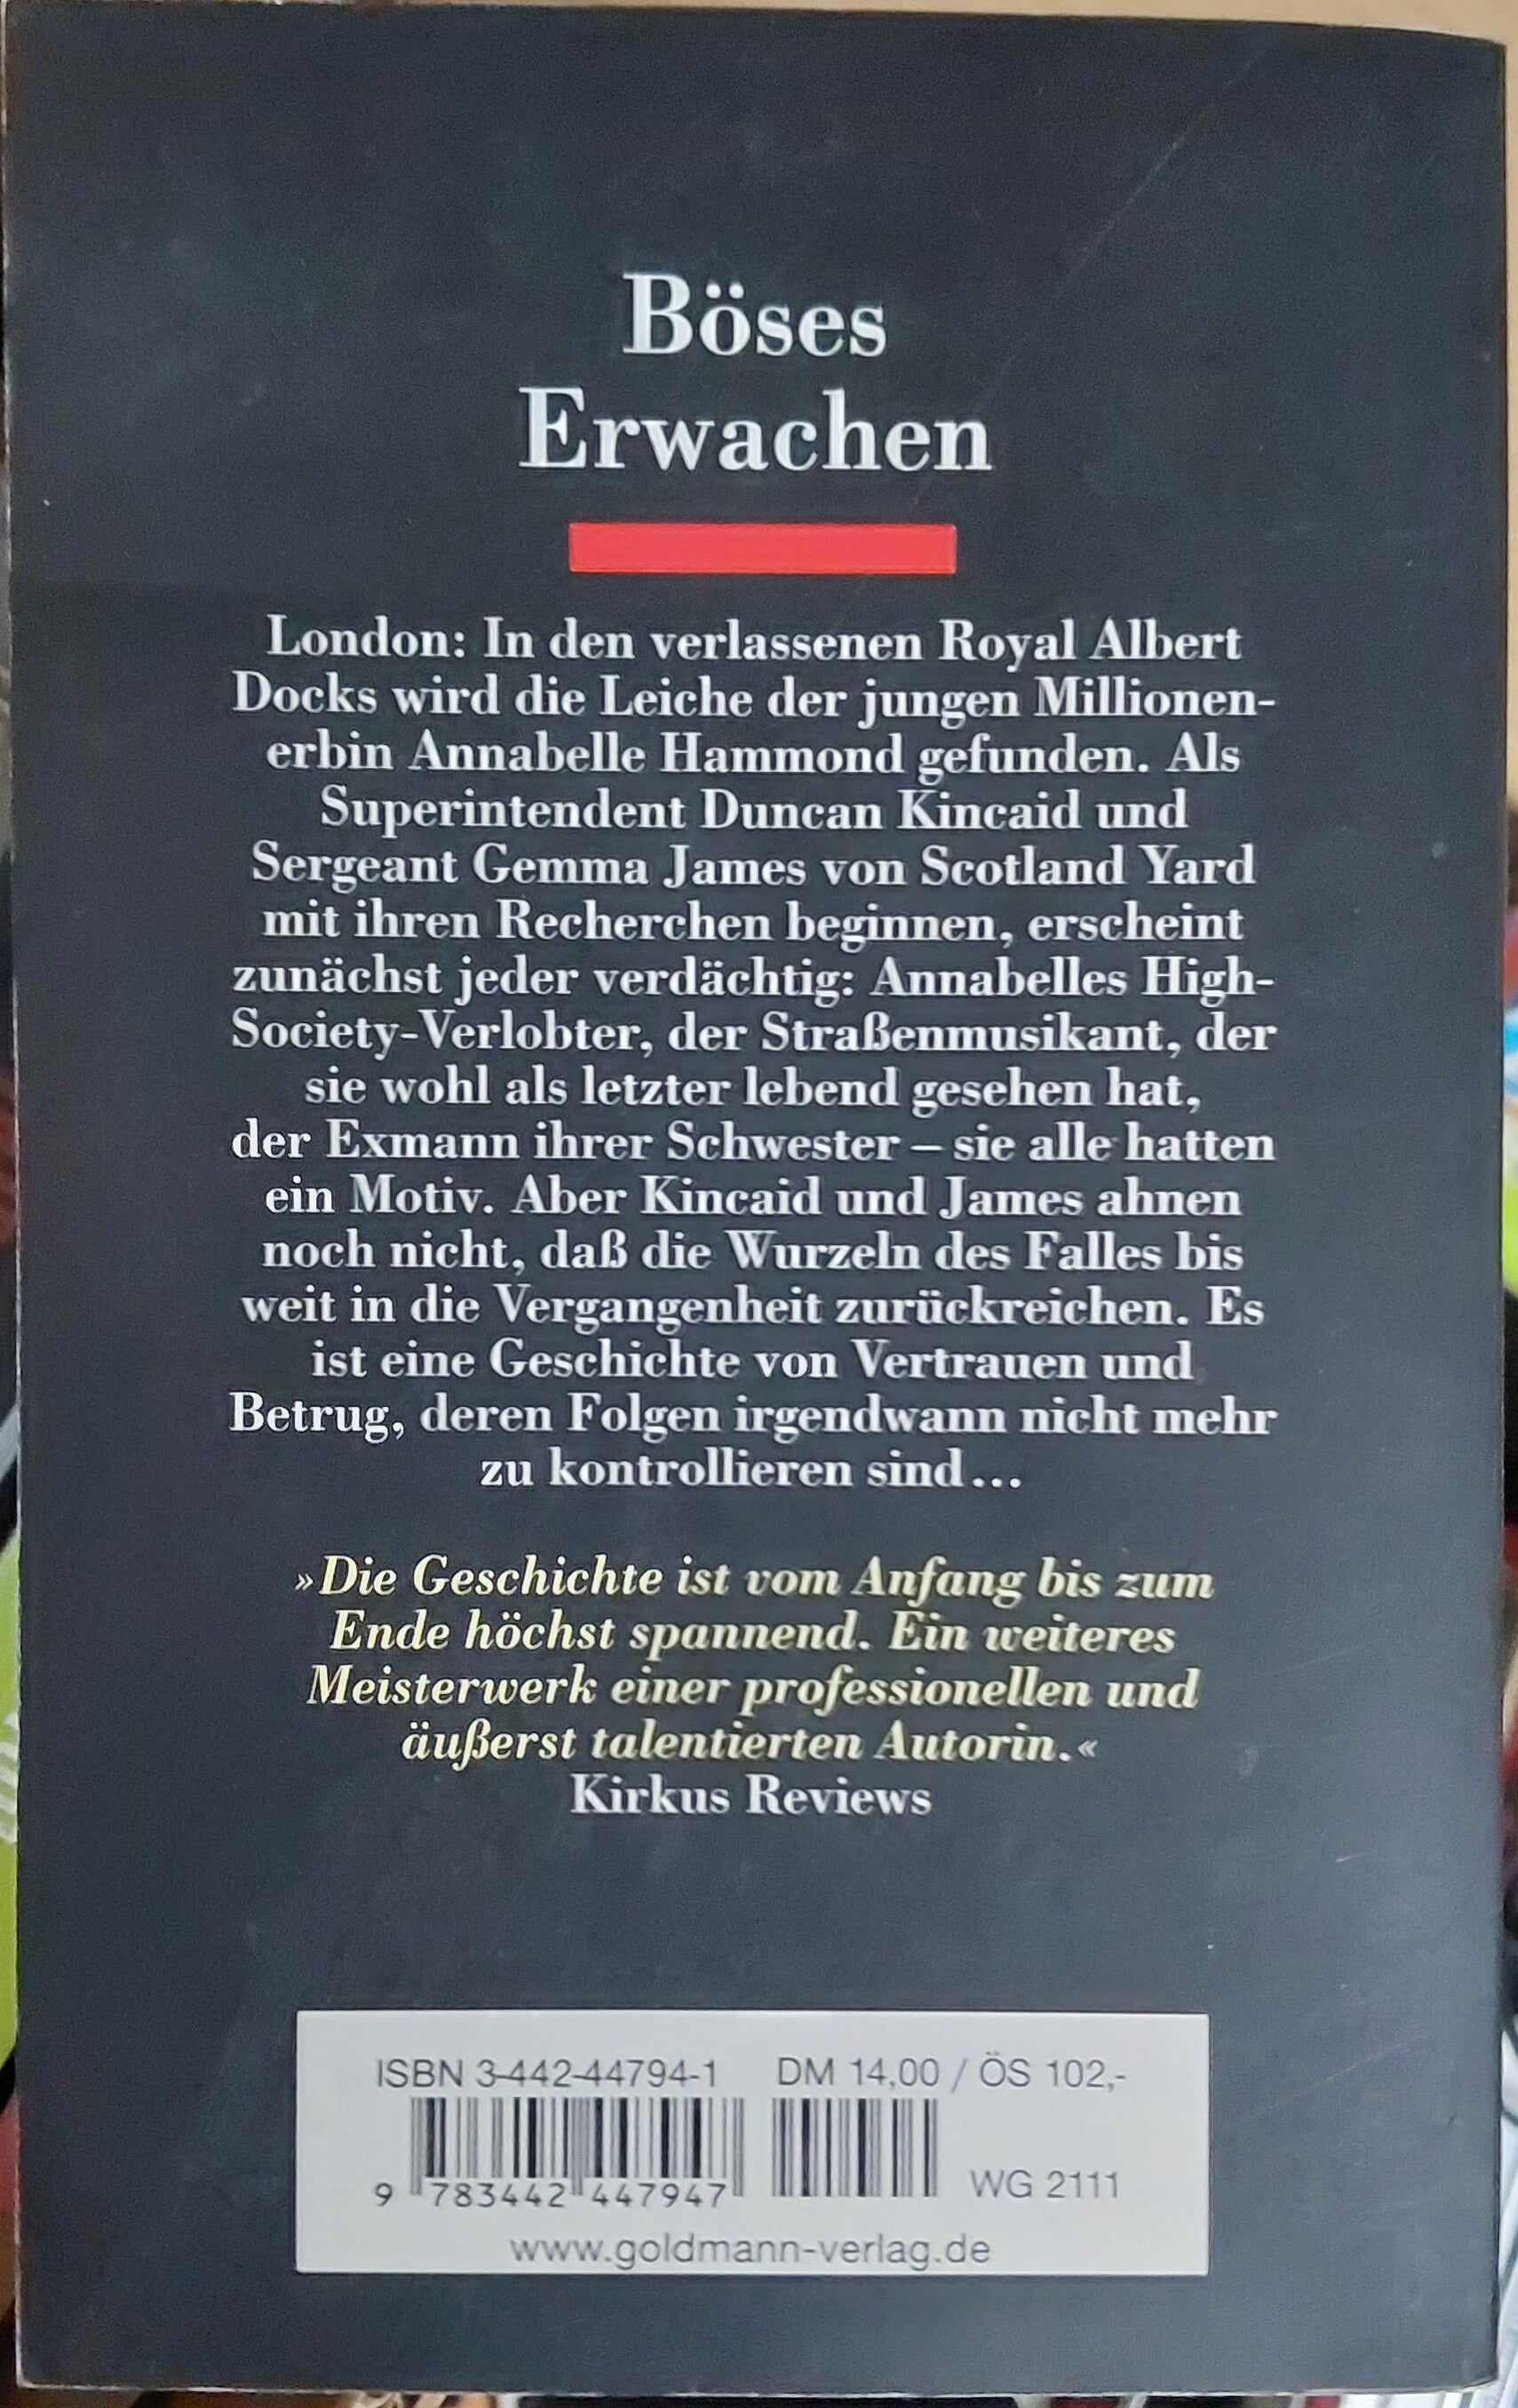 Böses
Erwachen
London: In den verlassenen Royal Albert
Docks wird die Leiche der jungen Millionen-
erbin Annabelle Hammond gefunden. Als
Superintendent Duncan Kincaid und
Sergeant Gemma James von Scotland Yard
mit ihren Recherchen beginnen, erscheint
zunächst jeder verdächtig: Annabelles High-
Society-Verlobter, der Straßenmusikant, der
sie wohl als letzter lebend gesehen hat,
der Exmann ihrer Schwester – sie alle hatten
ein Motiv. Aber Kincaid und James ahnen
noch nicht, daß die Wurzeln des Falles bis
weit in die Vergangenheit zurückreichen. Es
ist eine Geschichte von Vertrauen und
Betrug, deren Folgen irgendwann nicht mehr
zu kontrollieren sind...
»Die Geschichte ist vom Anfang bis zum
Ende höchst spannend. Ein weiteres
Meisterwerk einer professionellen und
äußerst talentierten Autorin.«
Kirkus Reviews
ISBN 3-442-44794-1 DM 14,00 / ÖS 102,-
9 783442 447947
WG 2111
www.goldmann-verlag.de